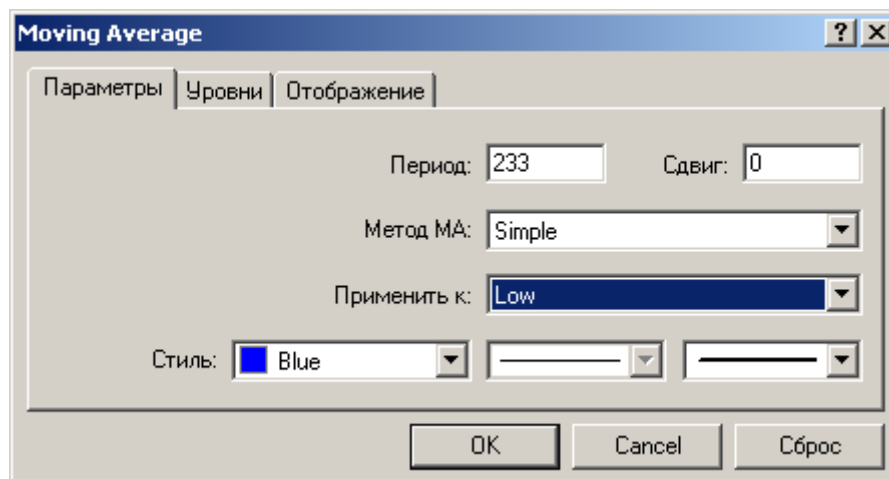 Moving Average
Параметры Уровни Отображение
Период: 233 Сдвиг: 0
Метод МА: Simple
Применить к: Low
Стиль: Blue
OK Cancel Сброс